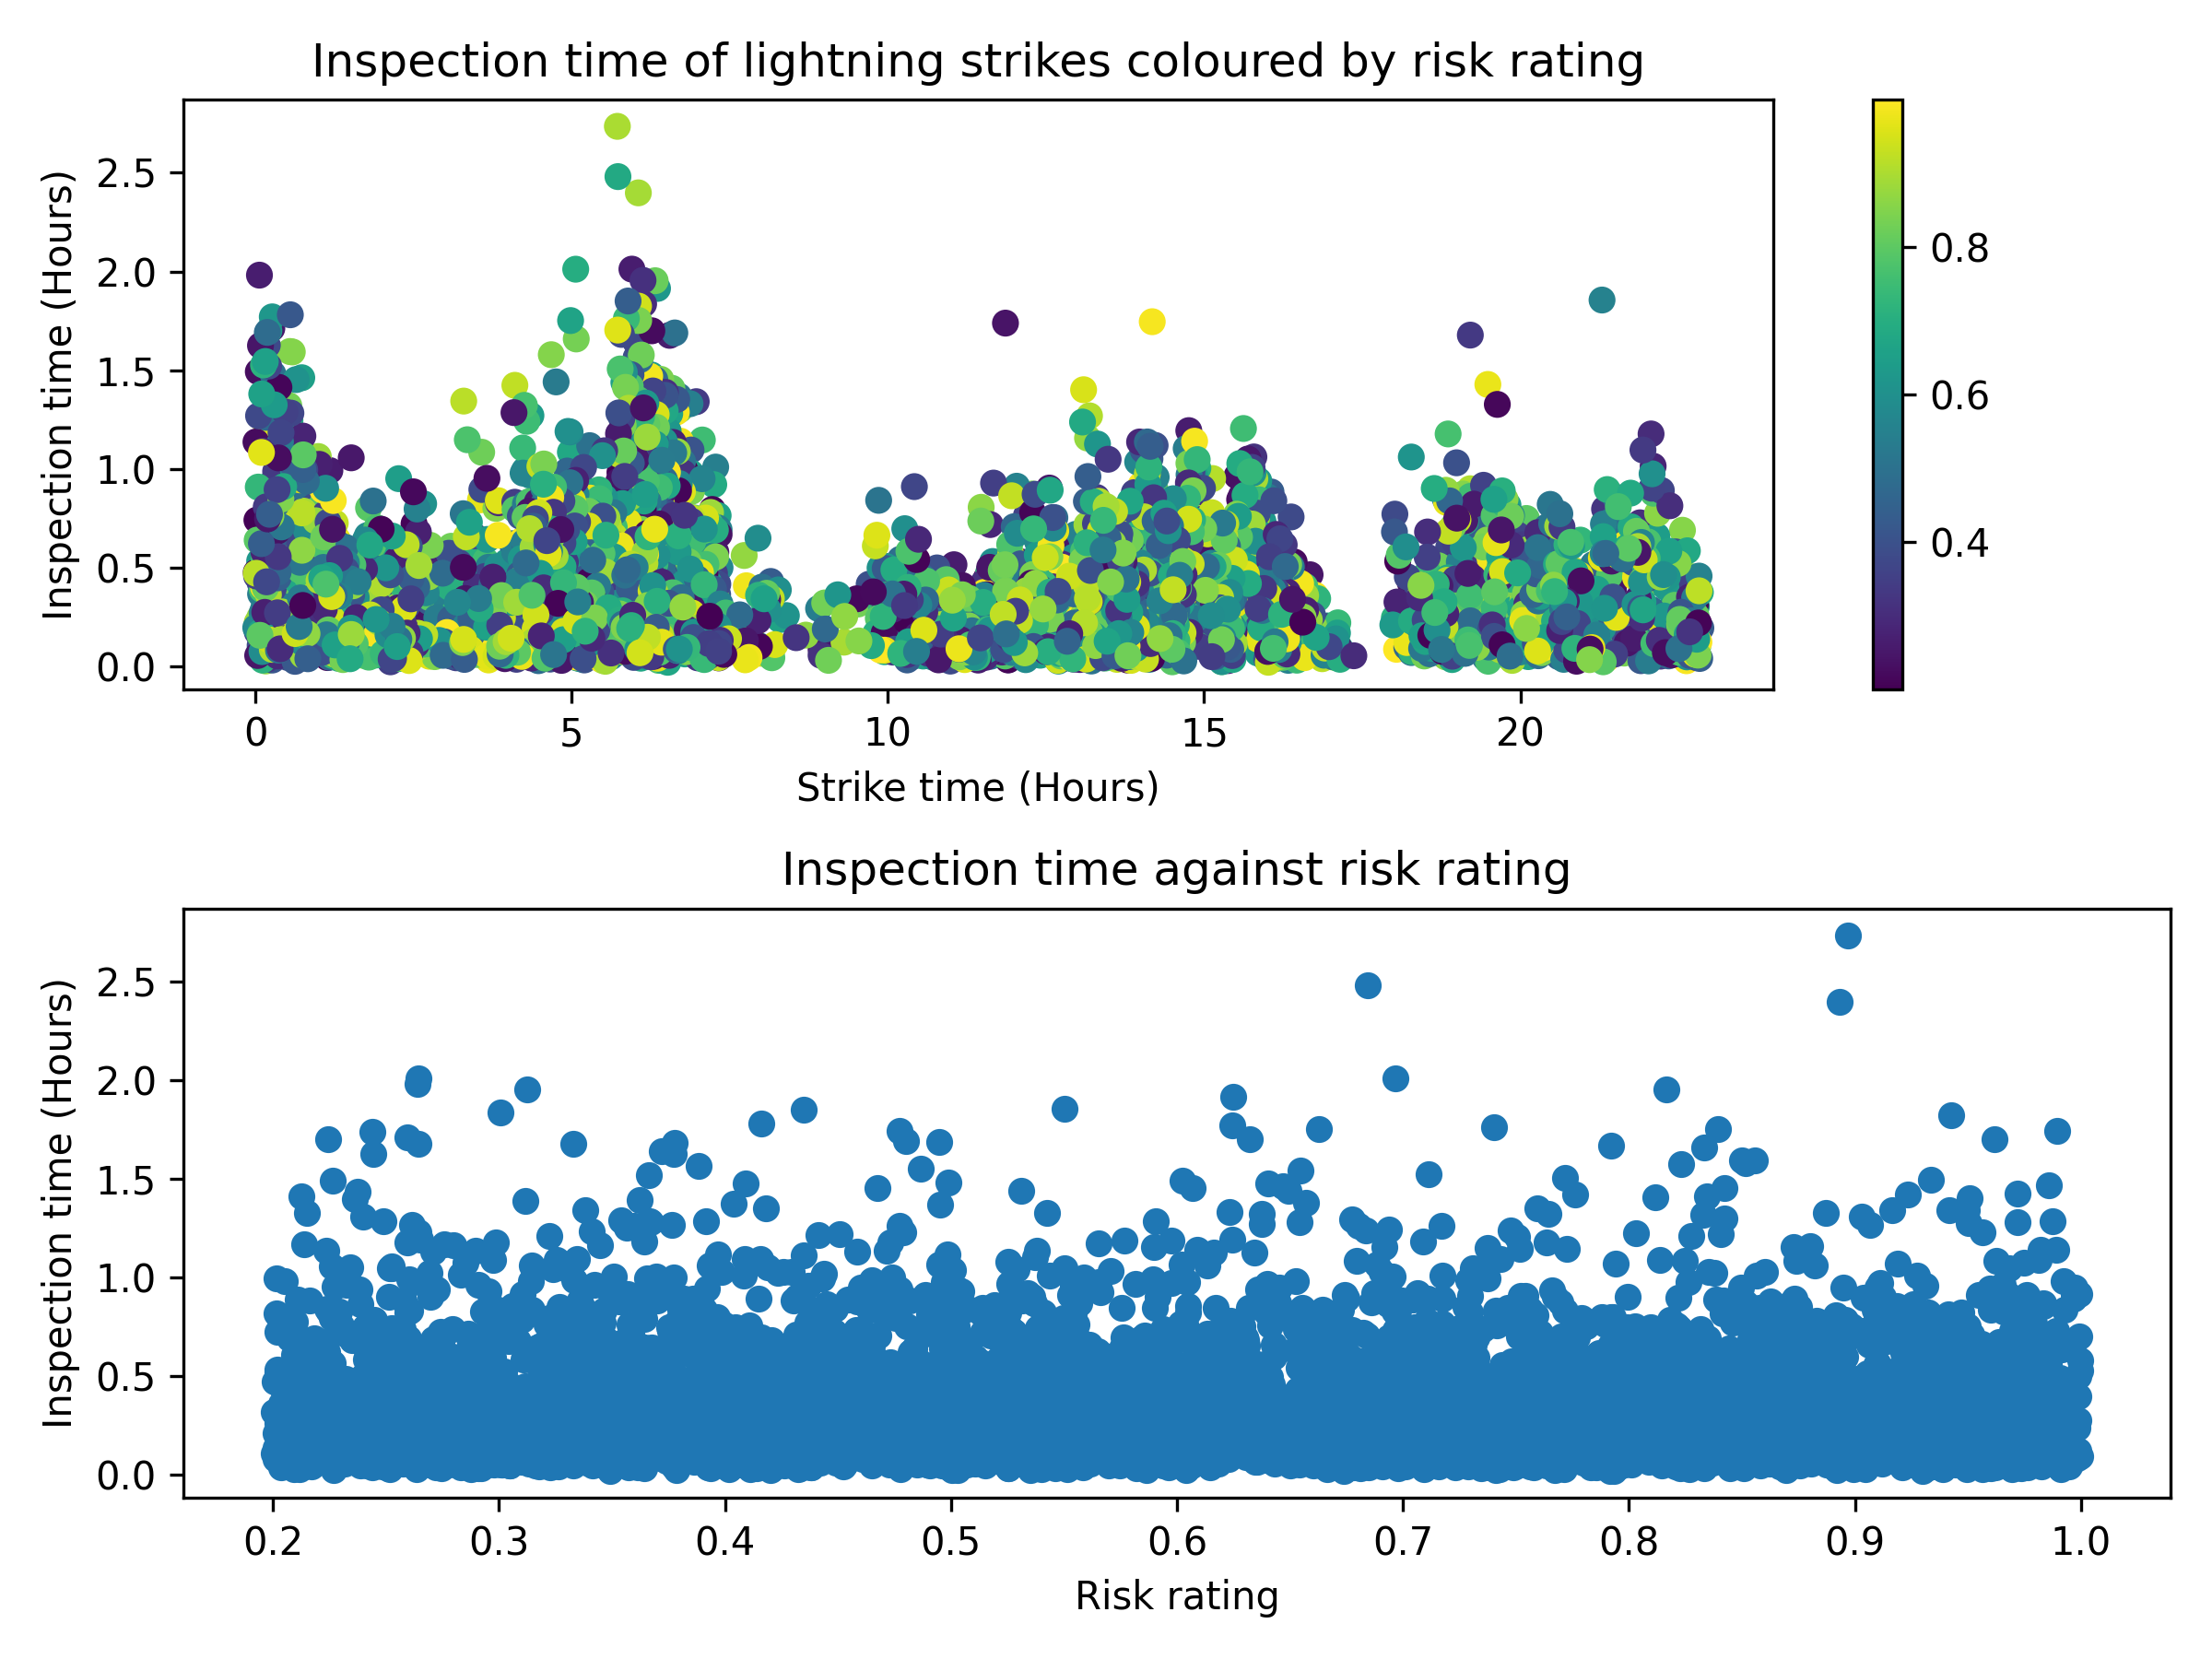 Inspection time of lightning strikes coloured by risk rating
Inspection time (Hours)
2.5
2.0
1.5
1.0
0.5
0.0
0 5 10 15 20
Strike time (Hours)
0.8
0.6
0.4
Inspection time against risk rating
Inspection time (Hours)
2.5
2.0
1.5
1.0
0.5
0.0
0.2 0.3 0.4 0.5 0.6 0.7 0.8 0.9 1.0
Risk rating